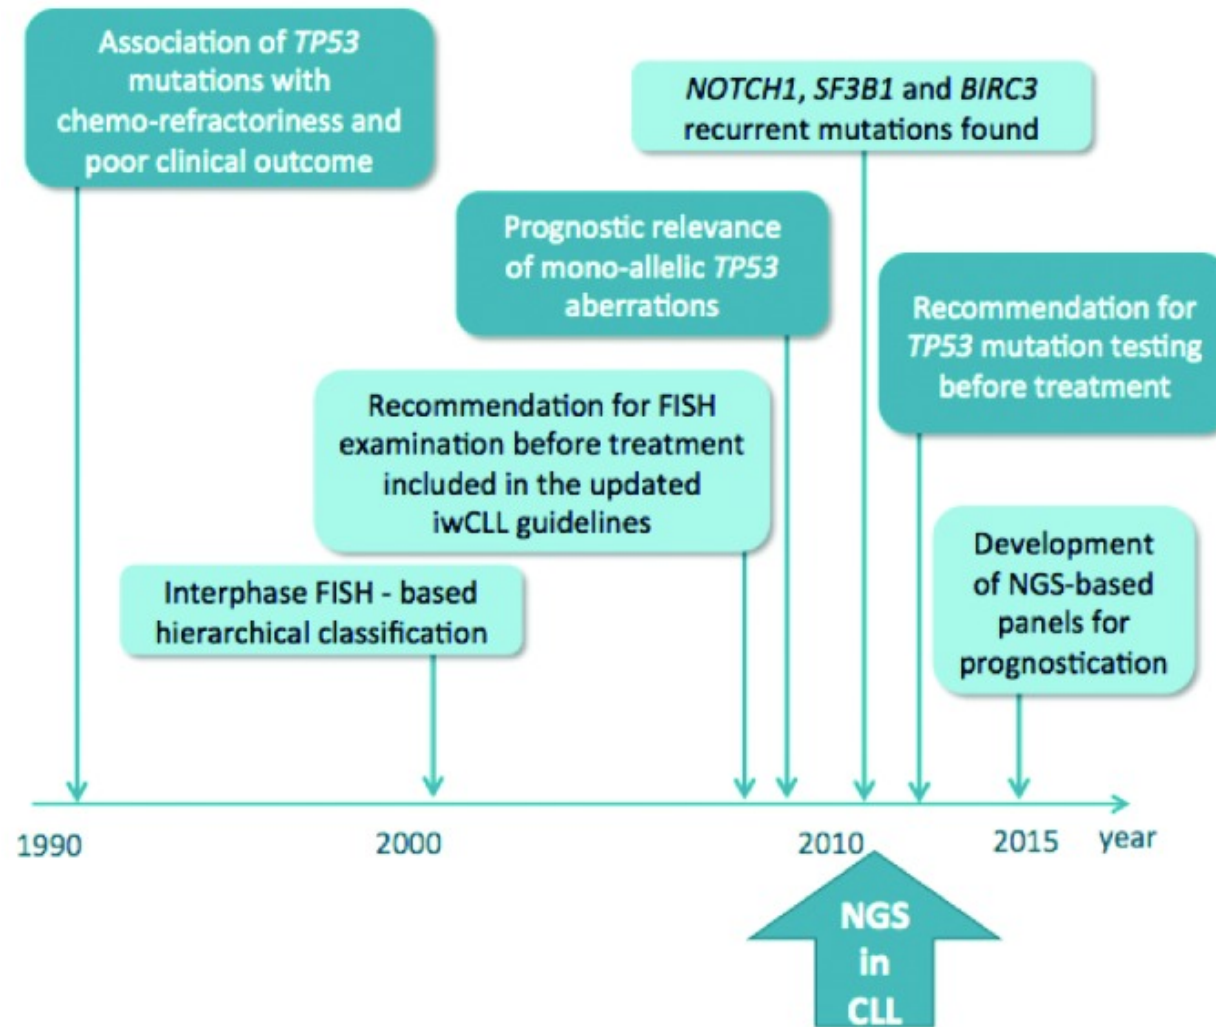 Association of TP53
mutations with
chemo-refractoriness and
poor clinical outcome
NOTCH1, SF3B1 and BIRC3
recurrent mutations found
Prognostic relevance
of mono-allelic TP53
aberrations
Recommendation for
TP53 mutation testing
before treatment
Recommendation for FISH
examination before treatment
included in the updated
iwCLL guidelines
Development
of NGS-based
panels for
prognostication
Interphase FISH - based
hierarchical classification
1990 2000 2010 2015 year
NGS
in
CLL